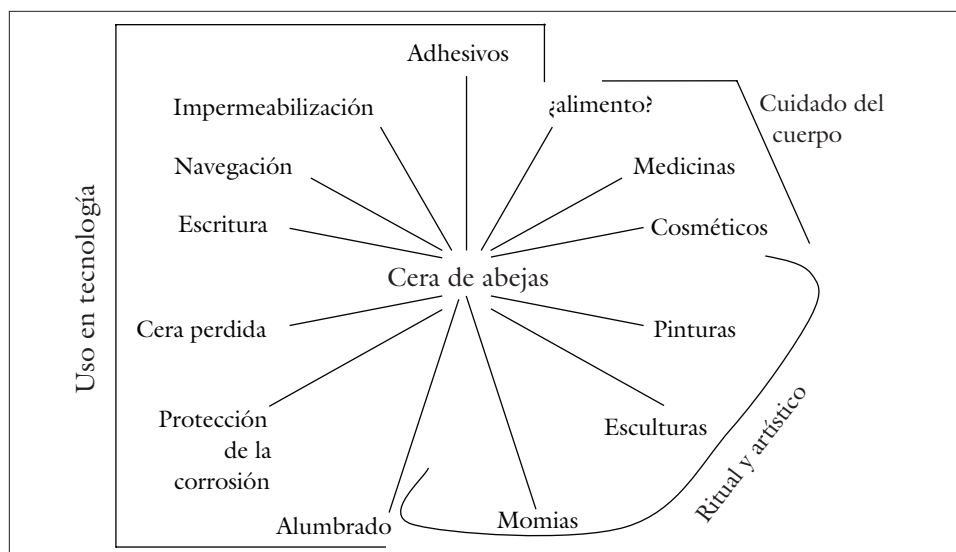 Adhesivos
¿alimento?
Cuidado del
cuerpo
Impermeabilización
Navegación
Medicinas
Escritura
Cosméticos
Uso en tecnología
Cera de abejas
Cera perdida
Pinturas
Protección
de la
corrosión
Esculturas
Ritual y artístico
Alumbrado
Momias